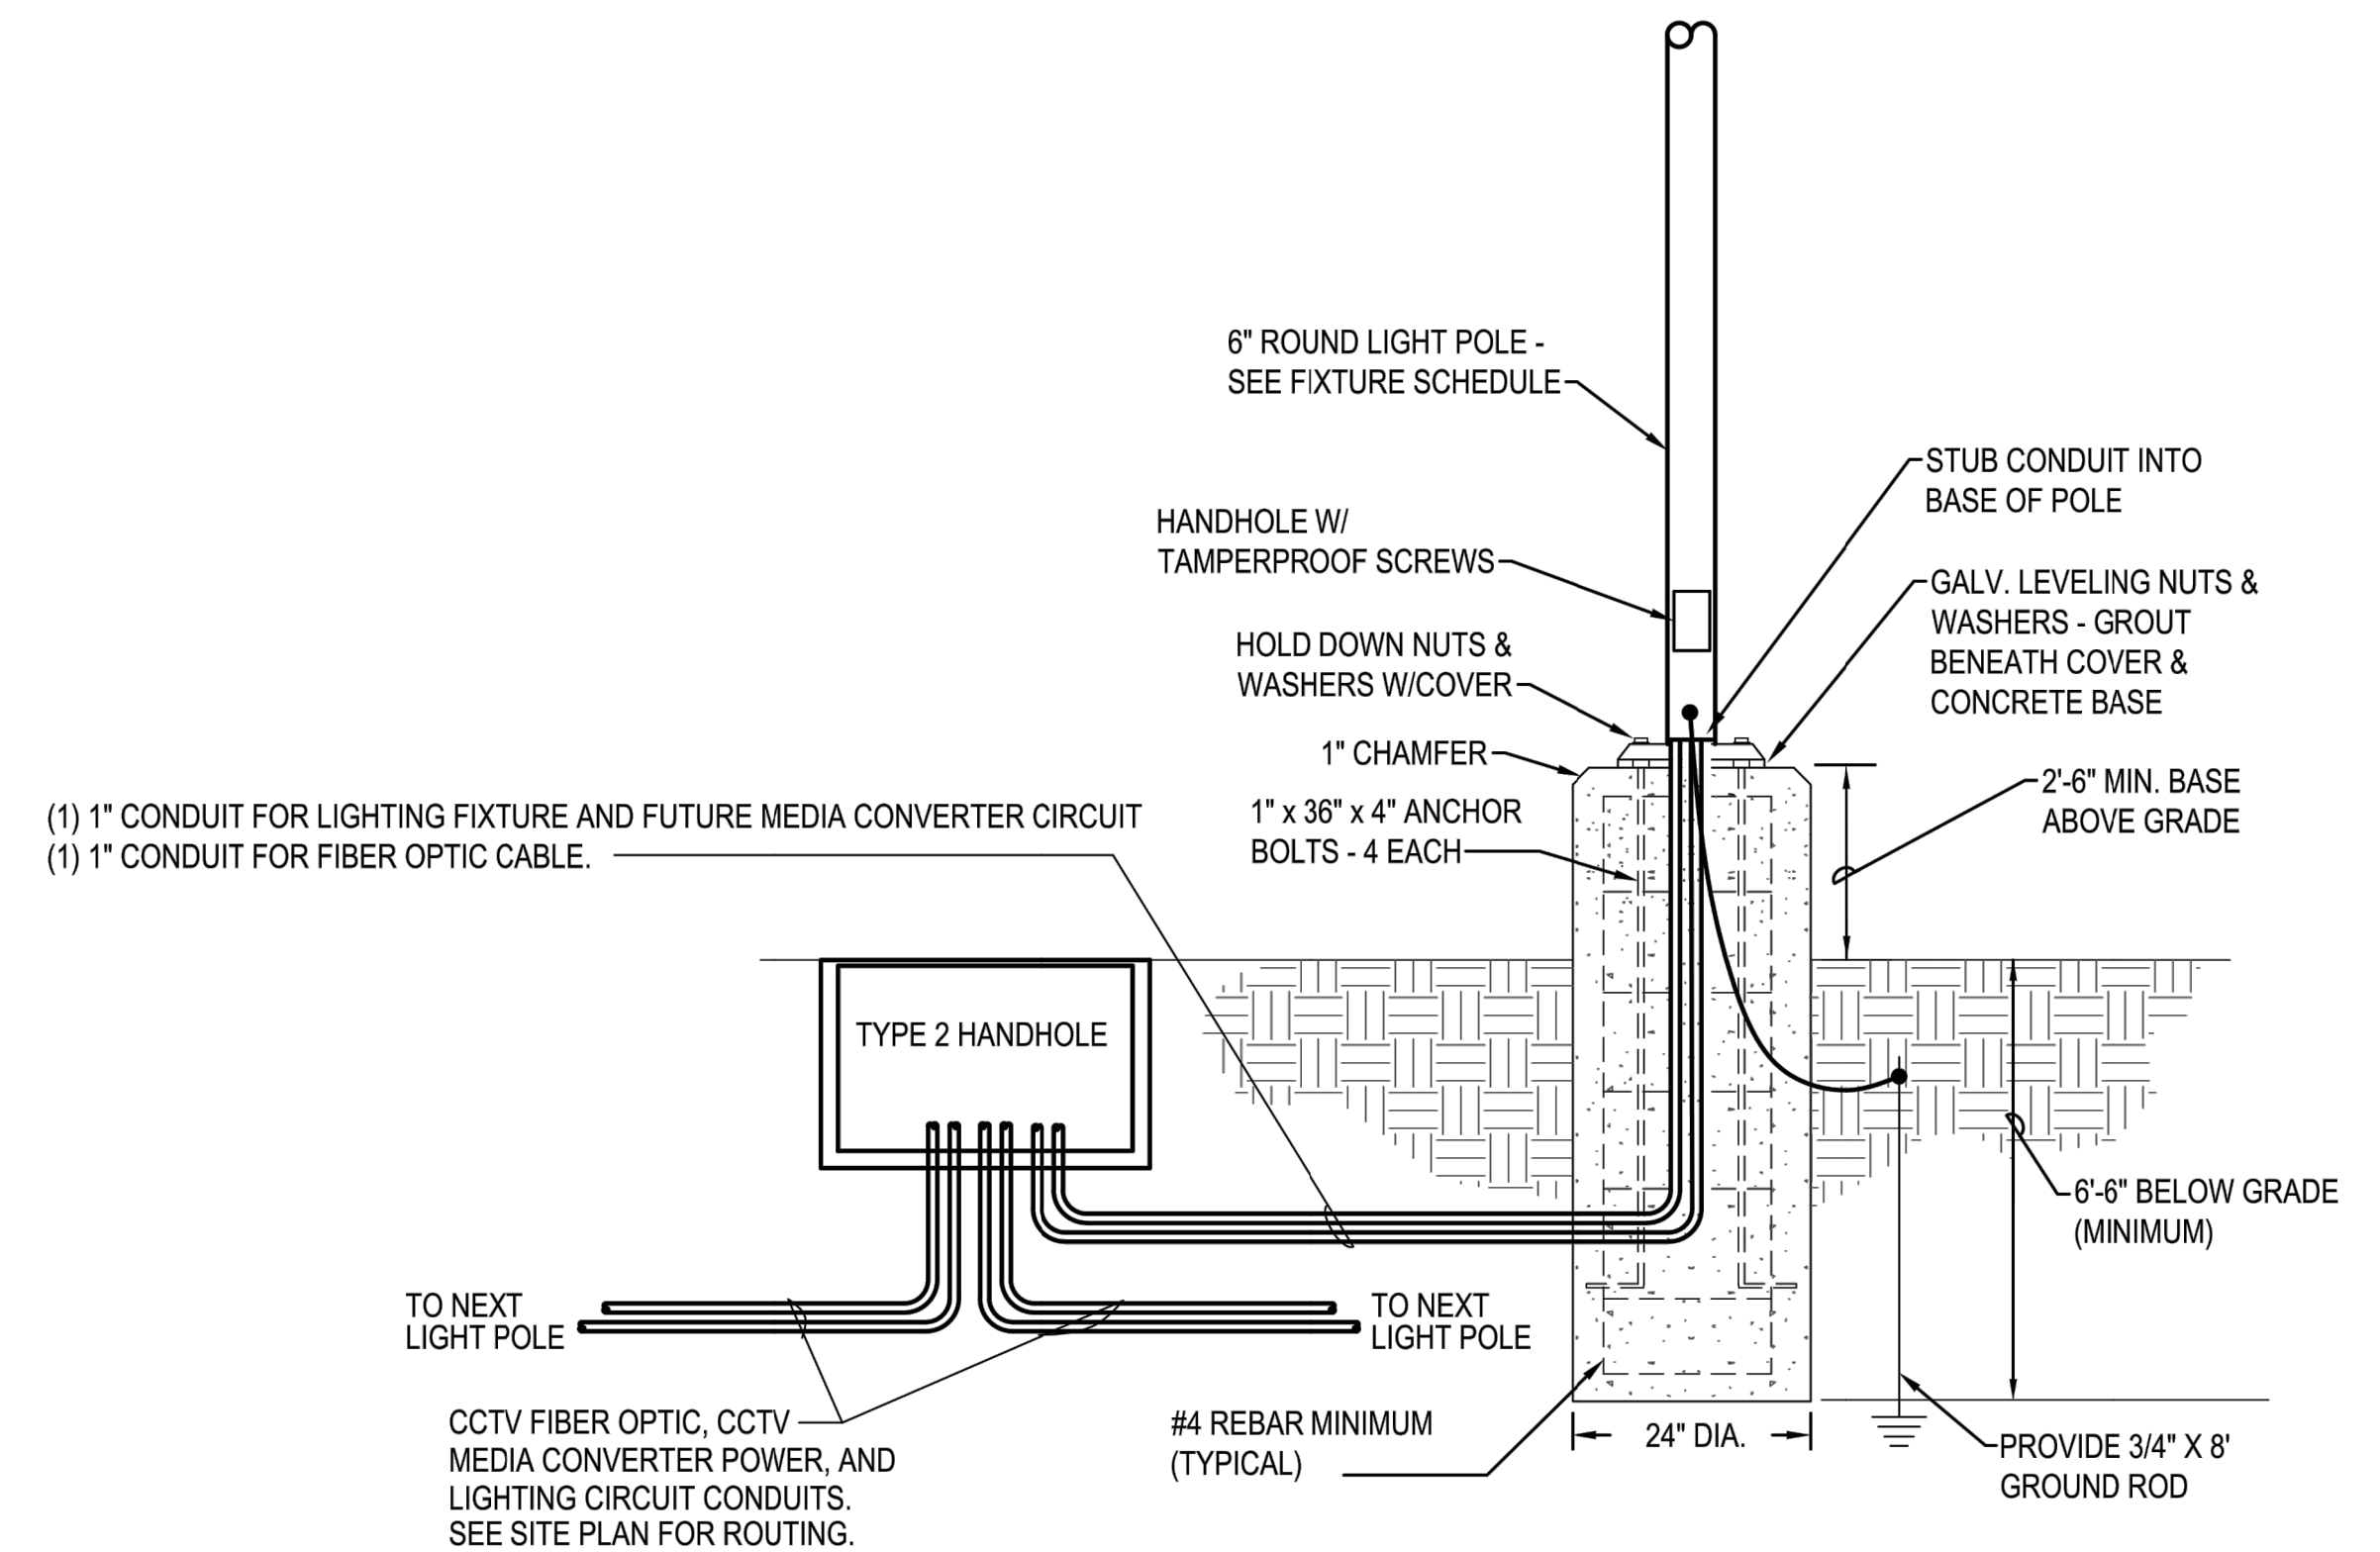 6" ROUND LIGHT POLE -
SEE FIXTURE SCHEDULE
STUB CONDUIT INTO
BASE OF POLE
HANDHOLE W/
TAMPERPROOF SCREWS
GALV. LEVELING NUTS &
WASHERS - GROUT
BENEATH COVER &
CONCRETE BASE
HOLD DOWN NUTS &
WASHERS W/COVER
1" CHAMFER
2'-6" MIN. BASE
ABOVE GRADE
1" x 36" x 4" ANCHOR
BOLTS - 4 EACH
(1) 1" CONDUIT FOR LIGHTING FIXTURE AND FUTURE MEDIA CONVERTER CIRCUIT
(1) 1" CONDUIT FOR FIBER OPTIC CABLE.
TYPE 2 HANDHOLE
6'-6" BELOW GRADE
(MINIMUM)
TO NEXT
LIGHT POLE
TO NEXT
LIGHT POLE
CCTV FIBER OPTIC, CCTV
MEDIA CONVERTER POWER, AND
LIGHTING CIRCUIT CONDUITS.
SEE SITE PLAN FOR ROUTING.
#4 REBAR MINIMUM
(TYPICAL)
24" DIA.
PROVIDE 3/4" X 8'
GROUND ROD